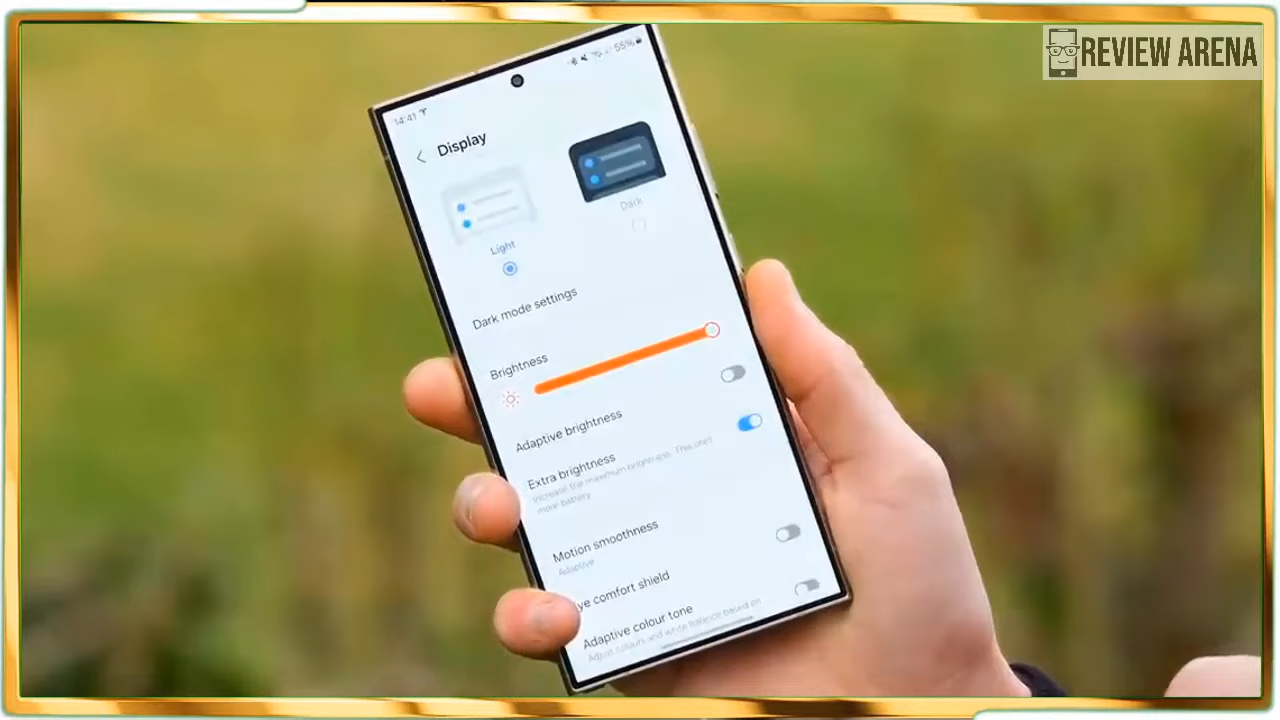 REVIEW ARENA
14:41
55%
Display
Light
Dark
Dark mode settings
Brightness
Adaptive brightness
Extra brightness
Increase the maximum brightness. This uses
more battery.
Motion smoothness
Adaptive
ye comfort shield
Adaptive colour tone
Adjust colours and white balance based on